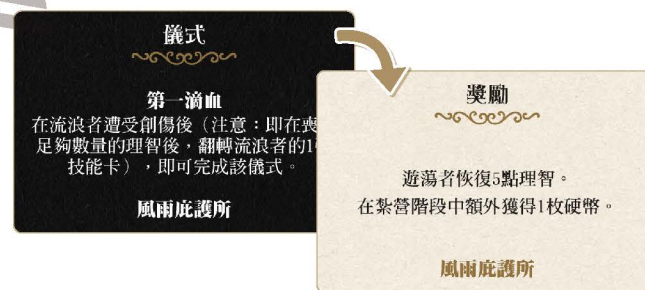 儀式
第一滴血
在流浪者遭受創傷後（注意：即在喪
足夠數量的理智後，翻轉流浪者的1
技能卡），即可完成該儀式。
風雨庇護所
獎勵
遊蕩者恢復5點理智。
在紮營階段中額外獲得1枚硬幣。
風雨庇護所